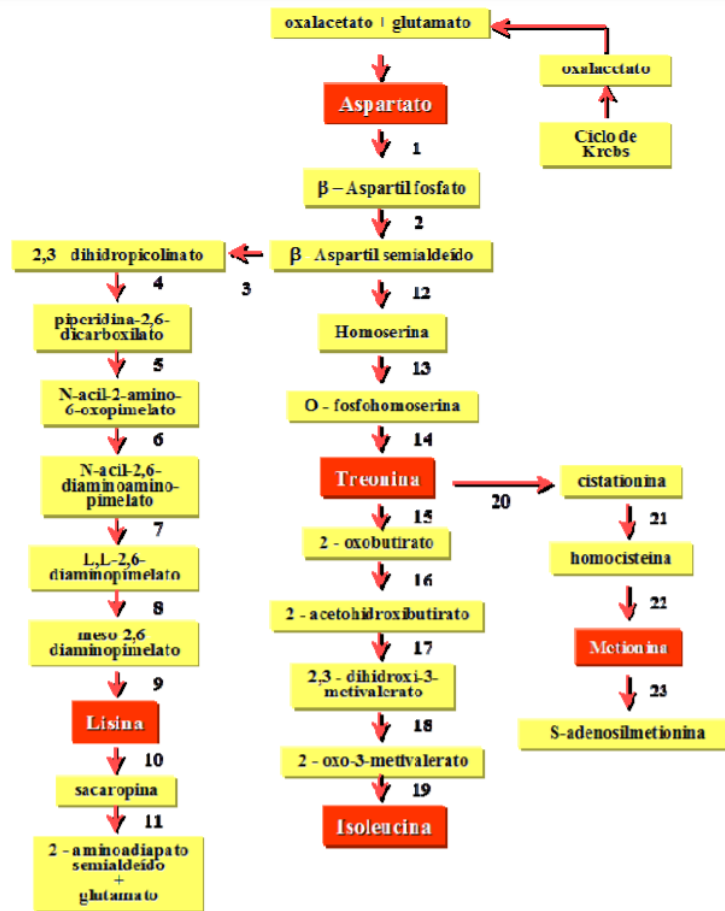 oxalacetato + glutamato
oxalacetato
Aspartato
Ciclo de
Krebs
1
β – Aspartil fosfato
2
2,3 dihidropicolinato
β Aspartil semialdeído
3
4
12
piperidina-2,6-
dicarboxilato
Homoserina
5
13
N-acil-2-amino-
6-oxopimelato
O - fosfohomoserina
6
14
N-acil-2,6-
diaminoamino-
pimelato
Treonina
cistationina
20
7
15
21
L,L-2,6-
diaminopimelato
2 - oxobutirato
homocisteína
8
16
22
meso 2,6
diaminopimelato
2 - acetohidroxibutirato
Metionina
9
17
23
Lisina
2,3 - dihidroxi-3-
metivalerato
S-adenosilmetionina
10
18
sacaropina
2 - oxo-3-metivalerato
11
19
2 - aminoadiapato
semialdeído
+
glutamato
Isoleucina